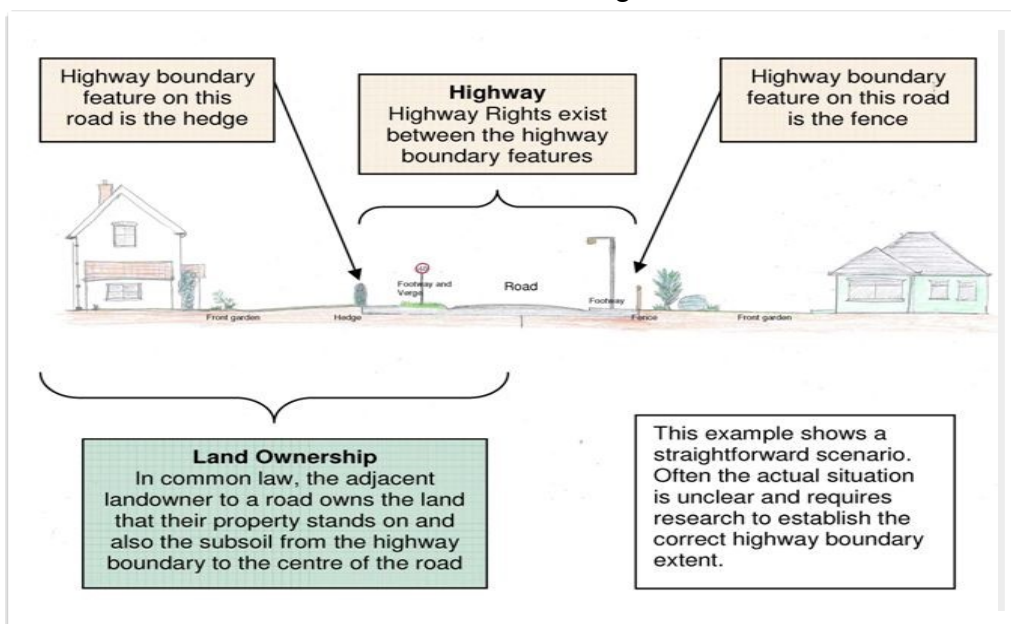 Highway boundary
feature on this
road is the hedge
Highway
Highway Rights exist
between the highway
boundary features
Highway boundary
feature on this road
is the fence
40
Footway and
Verge
Road
Footway
Front garden
Hedge
Fence
Front garden
Land Ownership
In common law, the adjacent
landowner to a road owns the land
that their property stands on and
also the subsoil from the highway
boundary to the centre of the road
This example shows a
straightforward scenario.
Often the actual situation
is unclear and requires
research to establish the
correct highway boundary
extent.